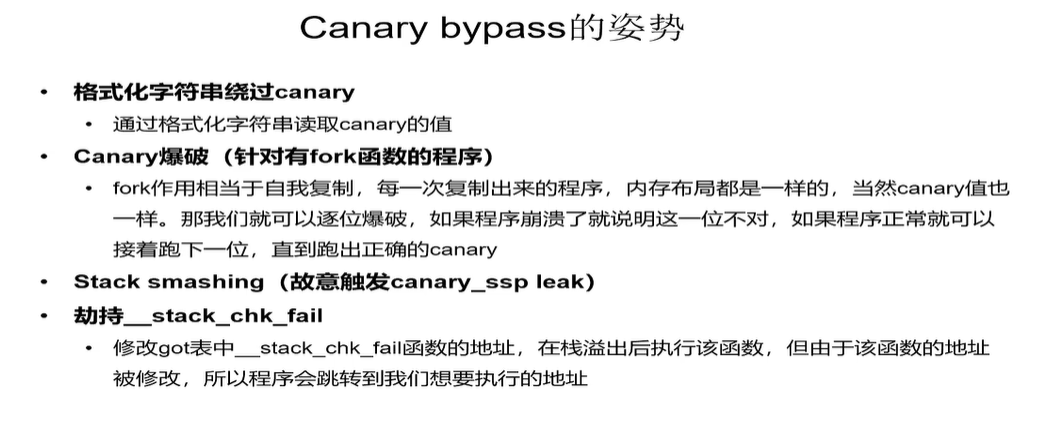 Canary bypass的姿势
• 格式化字符串绕过canary
• 通过格式化字符串读取canary的值
• Canary爆破（针对有fork函数的程序）
• fork作用相当于自我复制，每一次复制出来的程序，内存布局都是一样的，当然canary值也
一样。那我们就可以逐位爆破，如果程序崩溃了就说明这一位不对，如果程序正常就可以
接着跑下一位，直到跑出正确的canary
• Stack smashing（故意触发canary_ssp leak）
• 劫持__stack_chk_fail
• 修改got表中__stack_chk_fail函数的地址，在栈溢出后执行该函数，但由于该函数的地址
被修改，所以程序会跳转到我们想要执行的地址